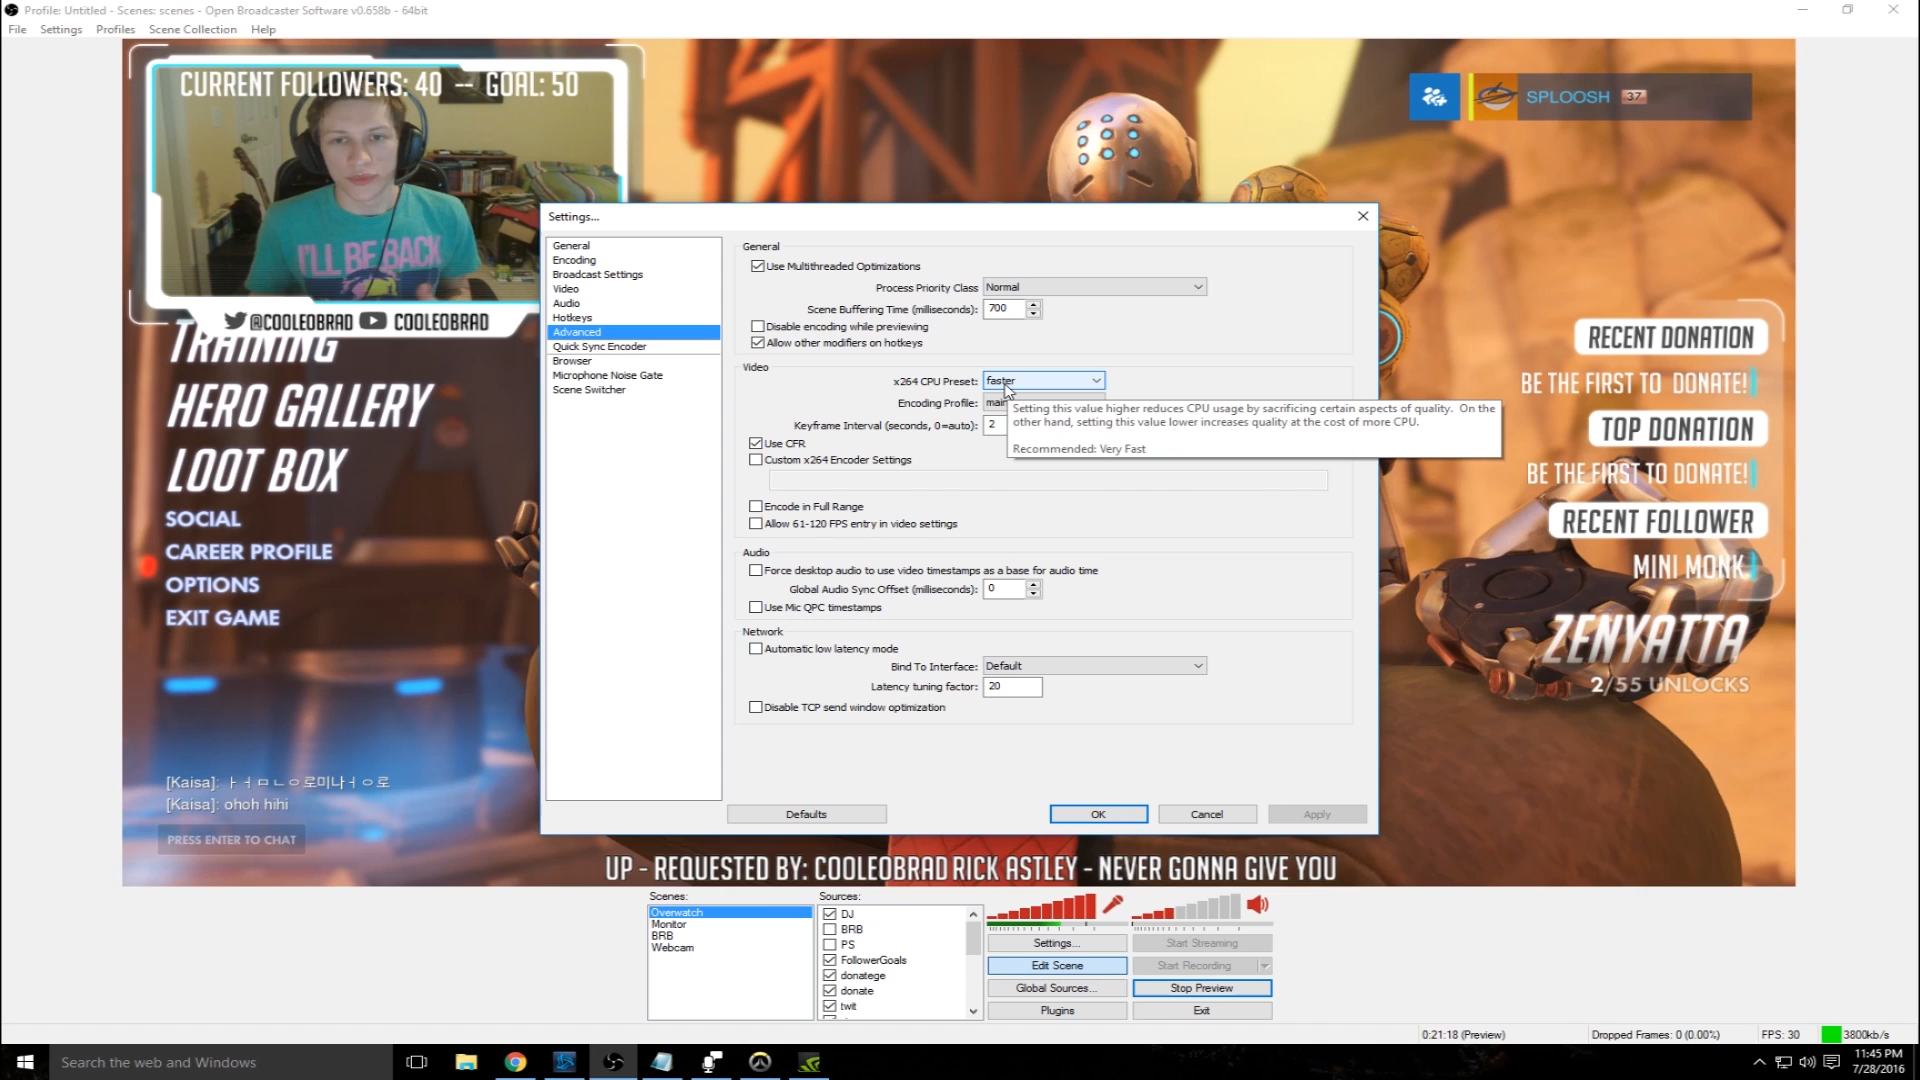 Profile: Untitled - Scenes: scenes - Open Broadcaster Software v0.658b - 64bit
File Settings Profiles Scene Collection Help
CURRENT FOLLOWERS: 40 -- GOAL: 50
I'LL BE BACK
@COOLEOBRAD COOLEOBRAD
SPLOOSH 37
TRAINING
HERO GALLERY
LOOT BOX
SOCIAL
CAREER PROFILE
OPTIONS
EXIT GAME
[Kaisa]: ㅏㅓㅁㄴㅇ로미나ㅓㅇ로
[Kaisa]: ohoh hihi
PRESS ENTER TO CHAT
Settings...
General
Encoding
Broadcast Settings
Video
Audio
Hotkeys
Advanced
Quick Sync Encoder
Browser
Microphone Noise Gate
Scene Switcher
General
Use Multithreaded Optimizations
Process Priority Class Normal
Scene Buffering Time (milliseconds): 700
Disable encoding while previewing
Allow other modifiers on hotkeys
Video
x264 CPU Preset: faster
Encoding Profile: main
Setting this value higher reduces CPU usage by sacrificing certain aspects of quality. On the
other hand, setting this value lower increases quality at the cost of more CPU.
Recommended: Very Fast
Keyframe Interval (seconds, 0=auto): 2
Use CFR
Custom x264 Encoder Settings
Encode in Full Range
Allow 61-120 FPS entry in video settings
Audio
Force desktop audio to use video timestamps as a base for audio time
Global Audio Sync Offset (milliseconds): 0
Use Mic QPC timestamps
Network
Automatic low latency mode
Bind To Interface: Default
Latency tuning factor: 20
Disable TCP send window optimization
Defaults OK Cancel Apply
RECENT DONATION
BE THE FIRST TO DONATE!
TOP DONATION
BE THE FIRST TO DONATE!
RECENT FOLLOWER
MINI MONK
ZENYATTA
2/55 UNLOCKS
UP - REQUESTED BY: COOLEOBRAD RICK ASTLEY - NEVER GONNA GIVE YOU
Scenes:
Overwatch
Monitor
BRB
Webcam
Sources:
DJ
BRB
PS
FollowerGoals
donatege
donate
twit
Settings... Start Streaming
Edit Scene Start Recording
Global Sources... Stop Preview
Plugins Exit
0:21:18 (Preview) Dropped Frames: 0 (0.00%) FPS: 30 3800kb/s
Search the web and Windows
11:45 PM
7/28/2016